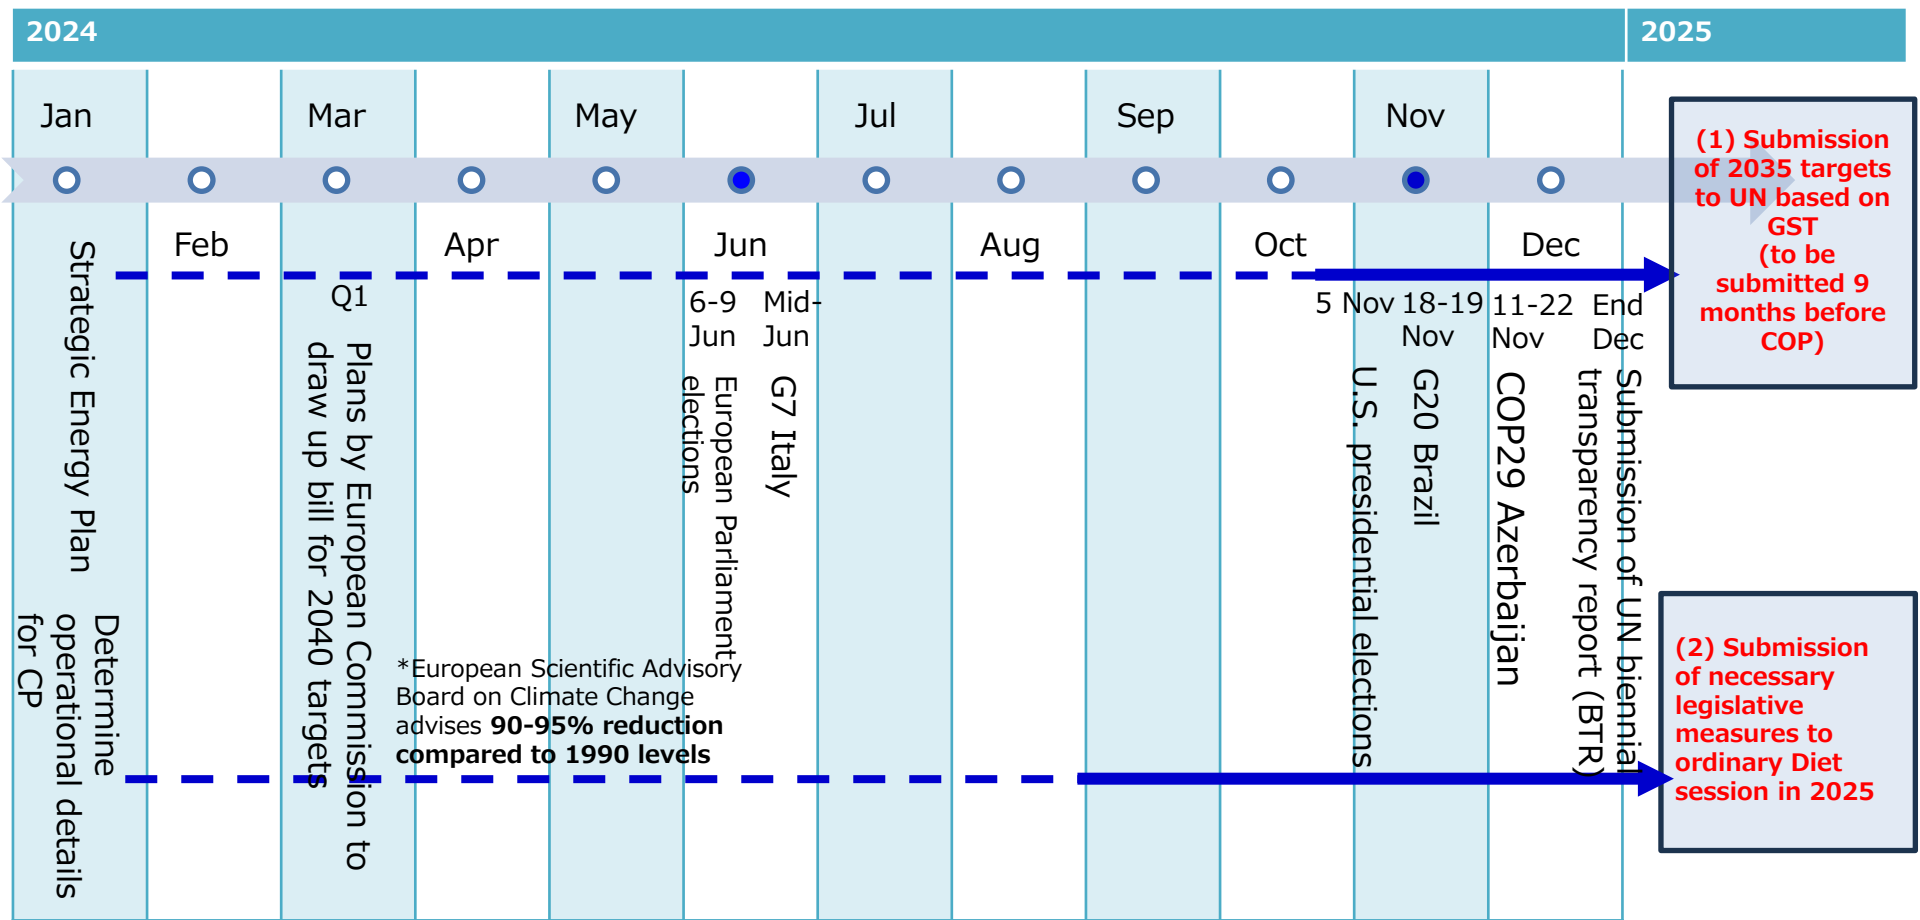 2024
2025
Jan
Mar
May
Jul
Sep
Nov
Feb
Apr
Jun
Aug
Oct
Dec
Strategic Energy Plan
Determine
operational details
for CP
Q1
Plans by European Commission to
draw up bill for 2040 targets
*European Scientific Advisory
Board on Climate Change
advises 90-95% reduction
compared to 1990 levels
6-9
Jun
European Parliament
elections
Mid-
Jun
G7 Italy
5 Nov
U.S. presidential elections
18-19
Nov
G20 Brazil
11-22
Nov
COP29 Azerbaijan
End
Dec
Submission of UN biennial
transparency report (BTR)
(1) Submission
of 2035 targets
to UN based on
GST
(to be
submitted 9
months before
COP)
(2) Submission
of necessary
legislative
measures to
ordinary Diet
session in 2025